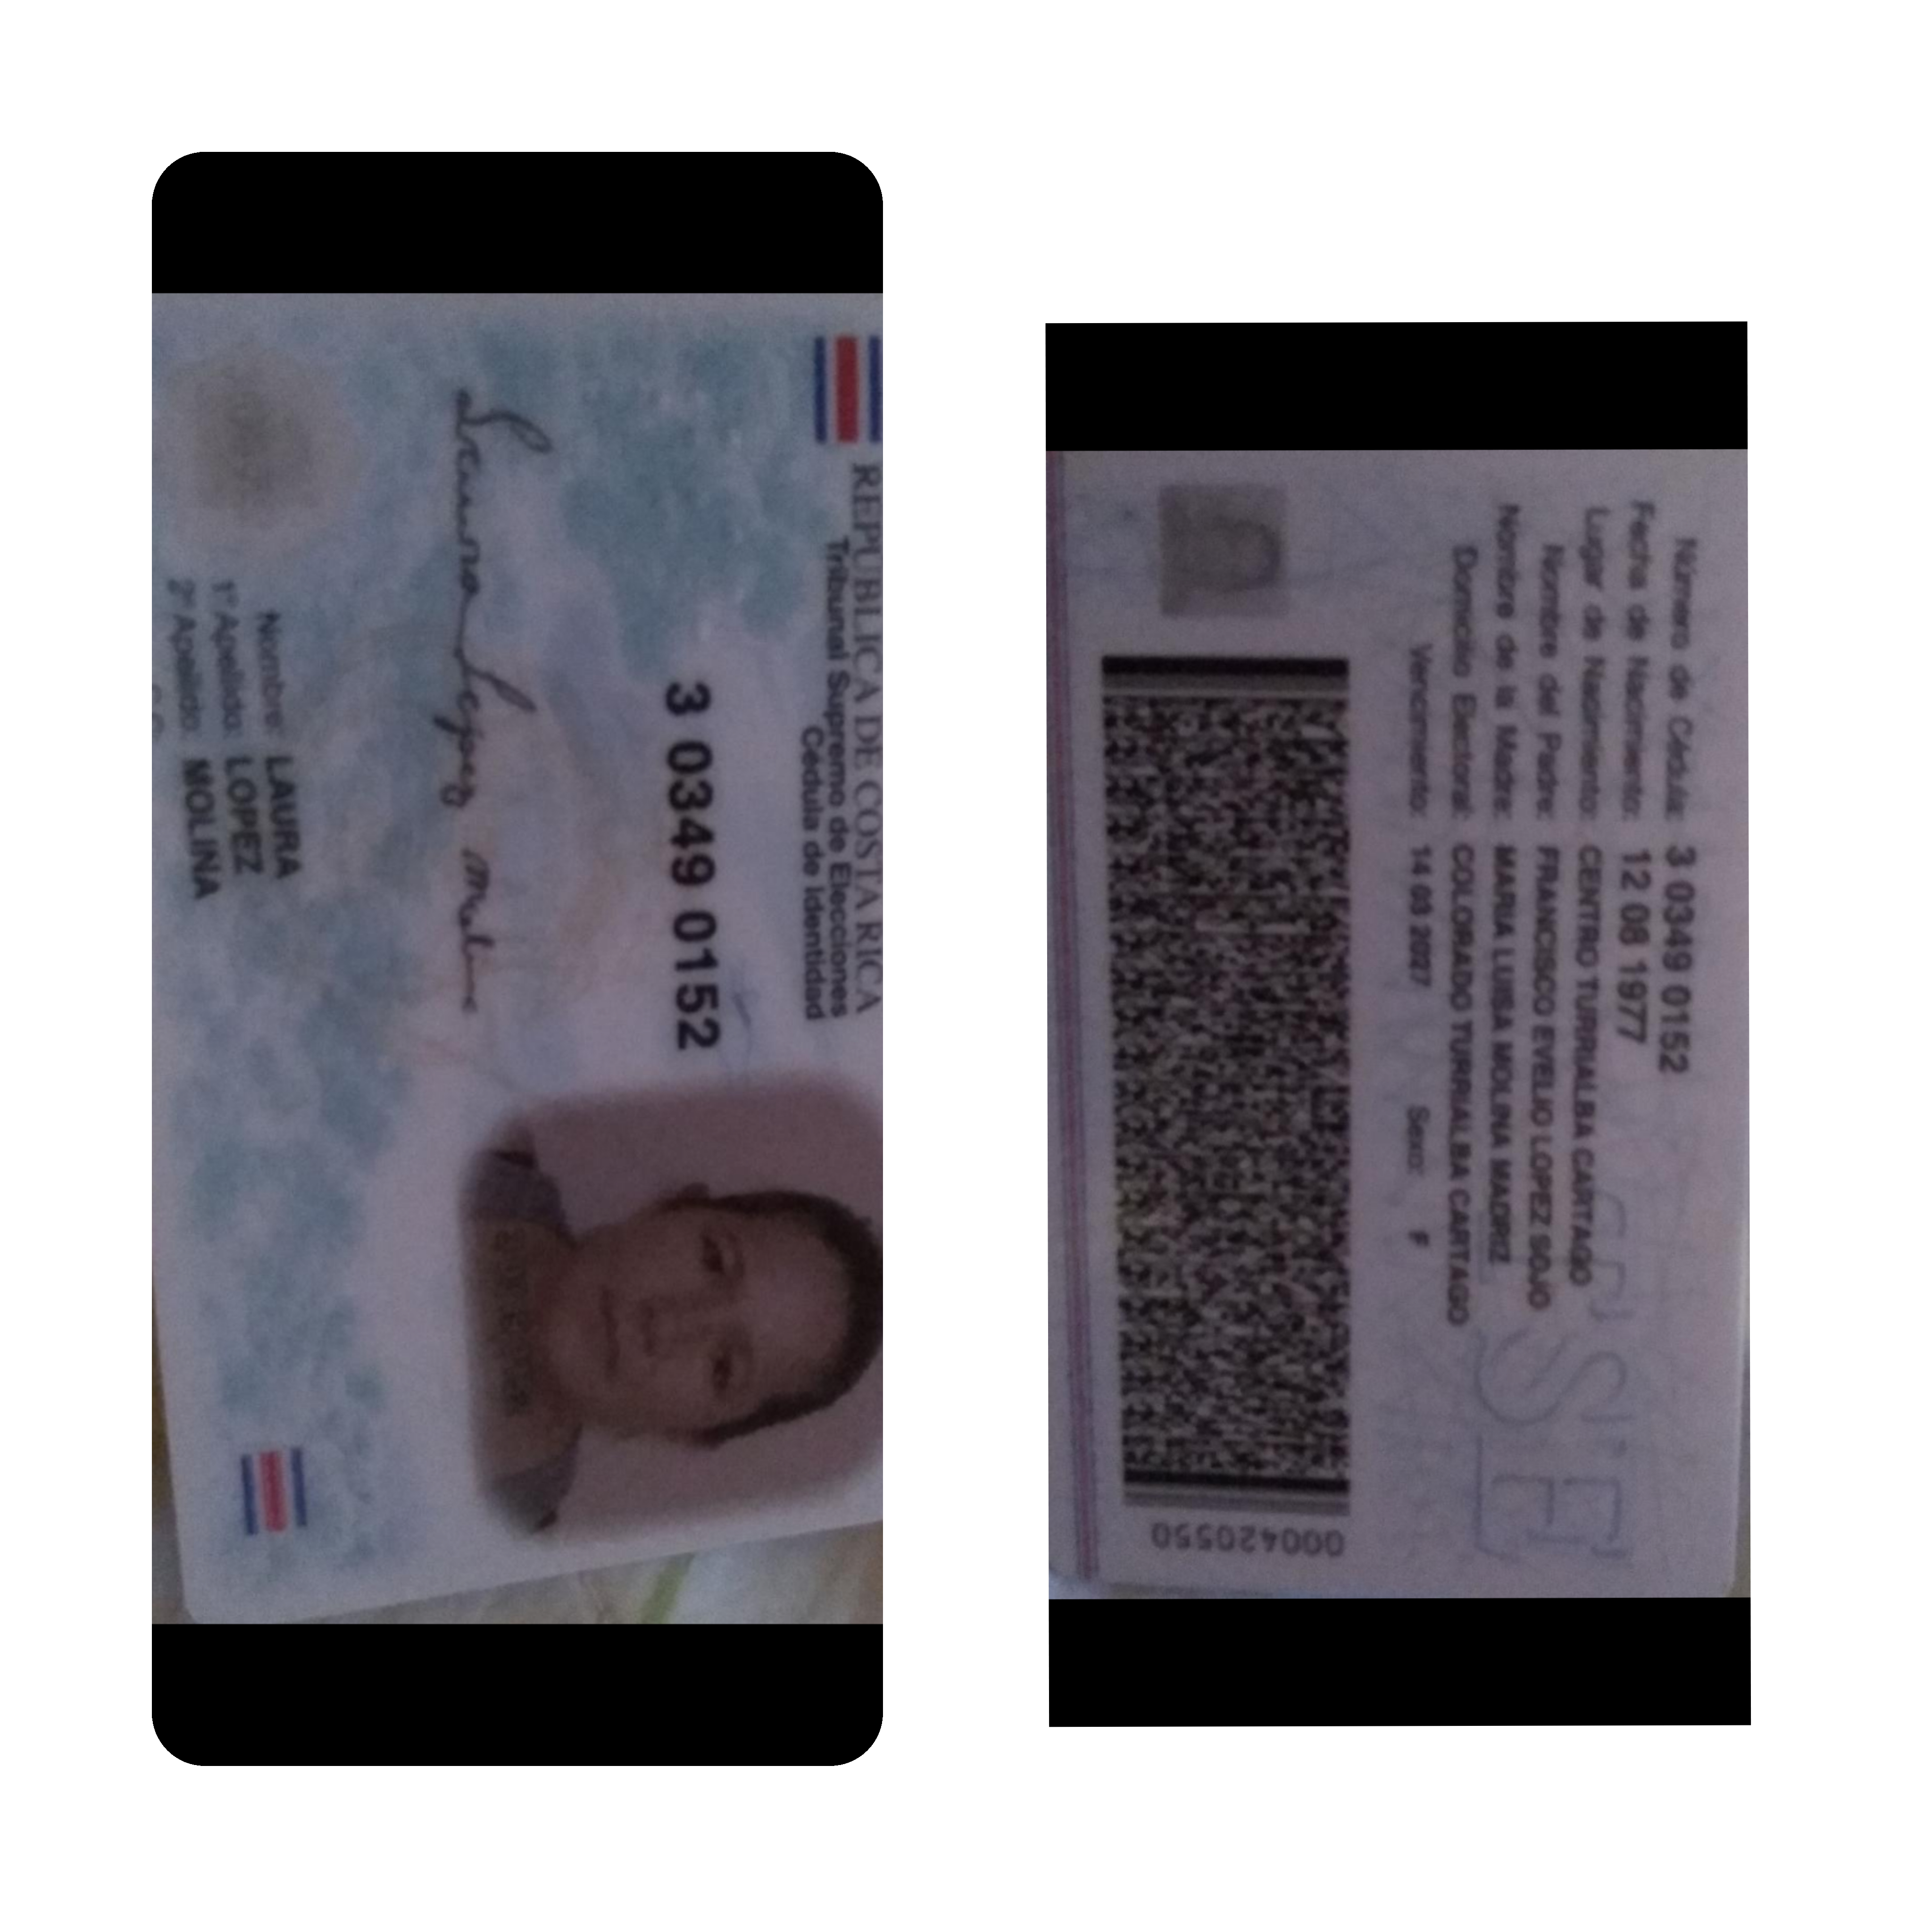 REPÚBLICA DE COSTA RICA
Tribunal Supremo de Elecciones
Cédula de Identidad
3 0349 0152
Laura Lopez Molina
Nombre: LAURA
1° Apellido: LOPEZ
2° Apellido: MOLINA
Número de Cédula: 3 0349 0152
Fecha de Nacimiento: 12 08 1977
Lugar de Nacimiento: CENTRO TURRIALBA CARTAGO
Nombre del Padre: FRANCISCO EVELIO LOPEZ SOJO
Nombre de la Madre: MARIA LUISA MOLINA MADRIZ
Domicilio Electoral: COLORADO TURRIALBA CARTAGO
Vencimiento: 14 03 2027 Sexo: F
TSE
000420550